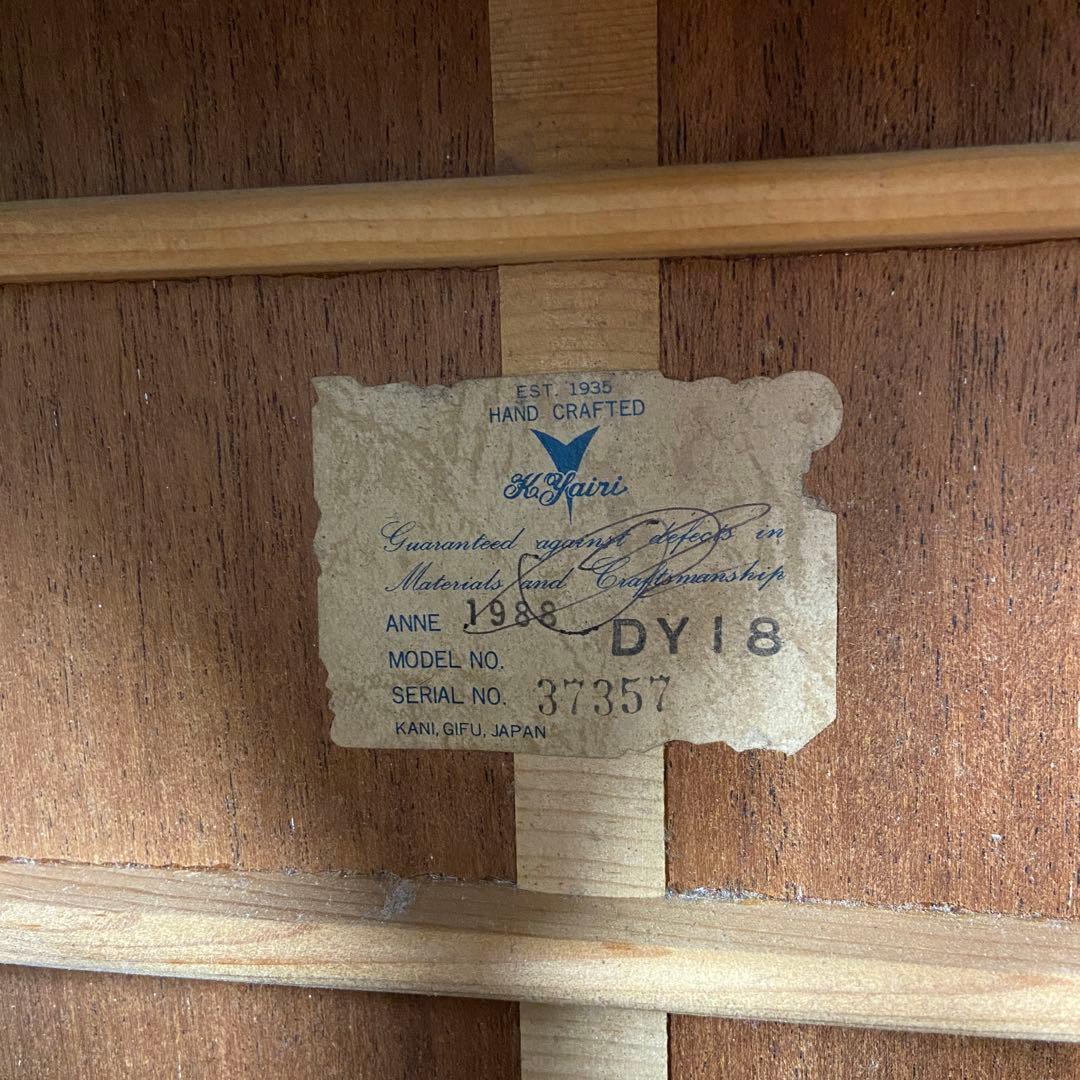 EST. 1935
HAND CRAFTED
K.Yairi
Guaranteed against defects in
Materials and Craftsmanship
ANNE 1988
MODEL NO. DY18
SERIAL NO. 37357
KANI, GIFU, JAPAN